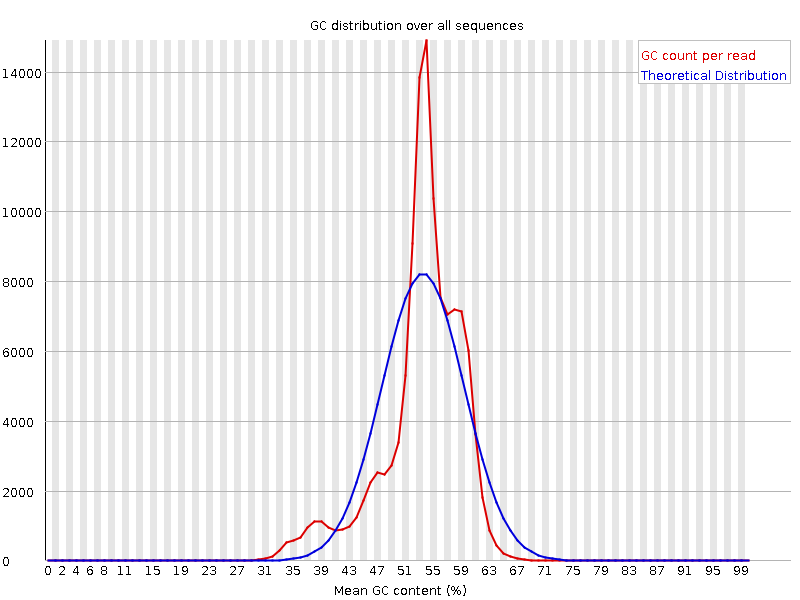 GC distribution over all sequences
GC count per read
Theoretical Distribution
14000
12000
10000
8000
6000
4000
2000
0
0 2 4 6 8 11 15 19 23 27 31 35 39 43 47 51 55 59 63 67 71 75 79 83 87 91 95 99
Mean GC content (%)